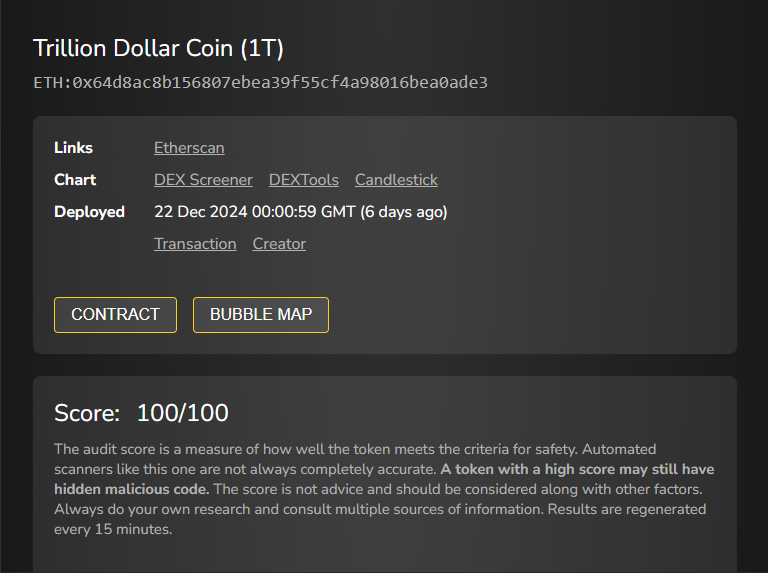 Trillion Dollar Coin (1T)
ETH:0x64d8ac8b156807ebea39f55cf4a98016bea0ade3
Links Etherscan
Chart DEX Screener DEXTools Candlestick
Deployed 22 Dec 2024 00:00:59 GMT (6 days ago)
Transaction Creator
CONTRACT BUBBLE MAP
Score: 100/100
The audit score is a measure of how well the token meets the criteria for safety. Automated
scanners like this one are not always completely accurate. A token with a high score may still have
hidden malicious code. The score is not advice and should be considered along with other factors.
Always do your own research and consult multiple sources of information. Results are regenerated
every 15 minutes.